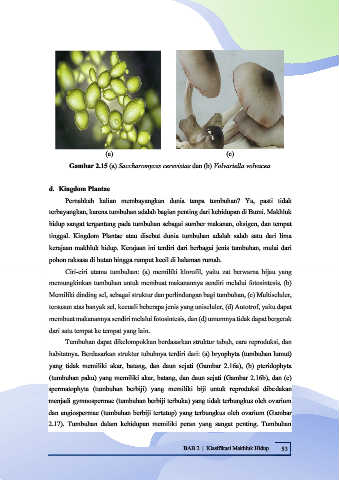 (a) (c)
Gambar 2.15 (a) Saccharomyces cerevisiae dan (b) Volvariella volvacea
d. Kingdom Plantae
Pernahkah kalian membayangkan dunia tanpa tumbuhan? Ya, pasti tidak
terbayangkan, karena tumbuhan adalah bagian penting dari kehidupan di Bumi. Makhluk
hidup sangat tergantung pada tumbuhan sebagai sumber makanan, oksigen, dan tempat
tinggal. Kingdom Plantae atau disebut dunia tumbuhan adalah salah satu dari lima
kerajaan makhluk hidup. Kerajaan ini terdiri dari berbagai jenis tumbuhan, mulai dari
pohon raksasa di hutan hingga rumput kecil di halaman rumah.
Ciri-ciri utama tumbuhan: (a) memiliki klorofil, yaitu zat berwarna hijau yang
memungkinkan tumbuhan untuk membuat makanannya sendiri melalui fotosintesis, (b)
Memiliki dinding sel, sebagai struktur dan perlindungan bagi tumbuhan, (c) Multiseluler,
tersusun atas banyak sel, kecuali beberapa jenis yang uniseluler, (d) Autotrof, yaitu dapat
membuat makanannya sendiri melalui fotosintesis, dan (d) umumnya tidak dapat bergerak
dari satu tempat ke tempat yang lain.
Tumbuhan dapat dikelompokkan berdasarkan struktur tubuh, cara reproduksi, dan
habitatnya. Berdasarkan struktur tubuhnya terdiri dari: (a) bryophyta (tumbuhan lumut)
yang tidak memiliki akar, batang, dan daun sejati (Gambar 2.16a), (b) pteridophyta
(tumbuhan paku) yang memiliki akar, batang, dan daun sejati (Gambar 2.16b), dan (c)
spermatophyta (tumbuhan berbiji) yang memiliki biji untuk reproduksi dibedakan
menjadi gymnospermae (tumbuhan berbiji terbuka) yang tidak terbungkus oleh ovarium
dan angiospermae (tumbuhan berbiji tertutup) yang terbungkus oleh ovarium (Gambar
2.17). Tumbuhan dalam kehidupan memiliki peran yang sangat penting. Tumbuhan
BAB 2 | Klasifikasi Makhluk Hidup 53